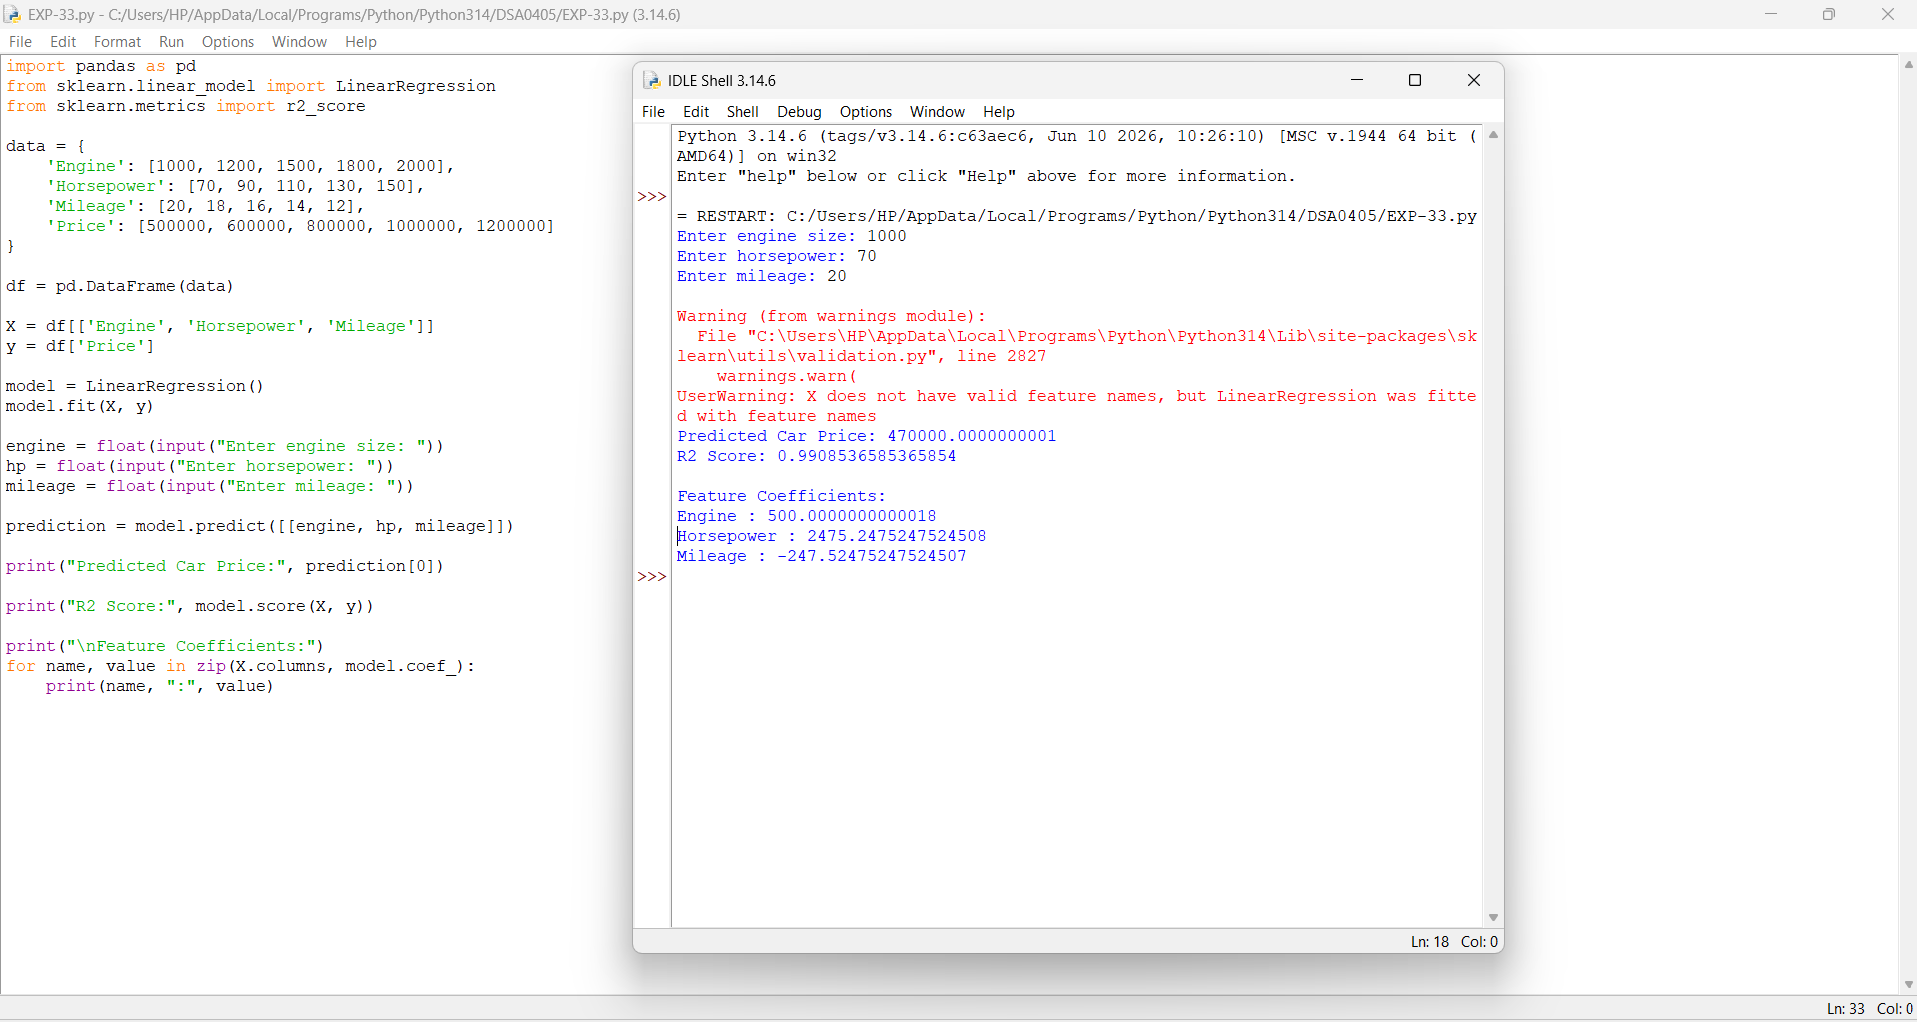 EXP-33.py - C:/Users/HP/AppData/Local/Programs/Python/Python314/DSA0405/EXP-33.py (3.14.6)
File Edit Format Run Options Window Help
import pandas as pd
from sklearn.linear_model import LinearRegression
from sklearn.metrics import r2_score

data = {
    'Engine': [1000, 1200, 1500, 1800, 2000],
    'Horsepower': [70, 90, 110, 130, 150],
    'Mileage': [20, 18, 16, 14, 12],
    'Price': [500000, 600000, 800000, 1000000, 1200000]
}

df = pd.DataFrame(data)

X = df[['Engine', 'Horsepower', 'Mileage']]
y = df['Price']

model = LinearRegression()
model.fit(X, y)

engine = float(input("Enter engine size: "))
hp = float(input("Enter horsepower: "))
mileage = float(input("Enter mileage: "))

prediction = model.predict([[engine, hp, mileage]])

print("Predicted Car Price:", prediction[0])

print("R2 Score:", model.score(X, y))

print("\nFeature Coefficients:")
for name, value in zip(X.columns, model.coef_):
    print(name, ":", value)
Ln: 33 Col: 0
IDLE Shell 3.14.6
File Edit Shell Debug Options Window Help
Python 3.14.6 (tags/v3.14.6:c63aec6, Jun 10 2026, 10:26:10) [MSC v.1944 64 bit (
AMD64)] on win32
Enter "help" below or click "Help" above for more information.
>>>
= RESTART: C:/Users/HP/AppData/Local/Programs/Python/Python314/DSA0405/EXP-33.py
Enter engine size: 1000
Enter horsepower: 70
Enter mileage: 20

Warning (from warnings module):
  File "C:\Users\HP\AppData\Local\Programs\Python\Python314\Lib\site-packages\sk
learn\utils\validation.py", line 2827
    warnings.warn(
UserWarning: X does not have valid feature names, but LinearRegression was fitte
d with feature names
Predicted Car Price: 470000.0000000001
R2 Score: 0.9908536585365854

Feature Coefficients:
Engine : 500.0000000000018
Horsepower : 2475.2475247524508
Mileage : -247.52475247524507
>>>
Ln: 18 Col: 0